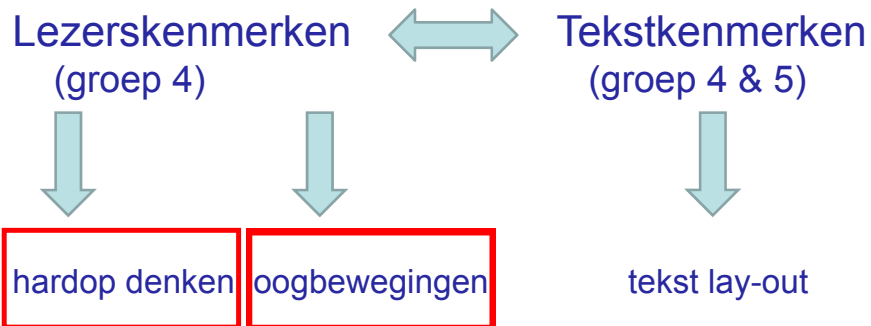 Lezerskenmerken Tekstkenmerken
(groep 4) (groep 4 & 5)
hardop denken oogbewegingen tekst lay-out